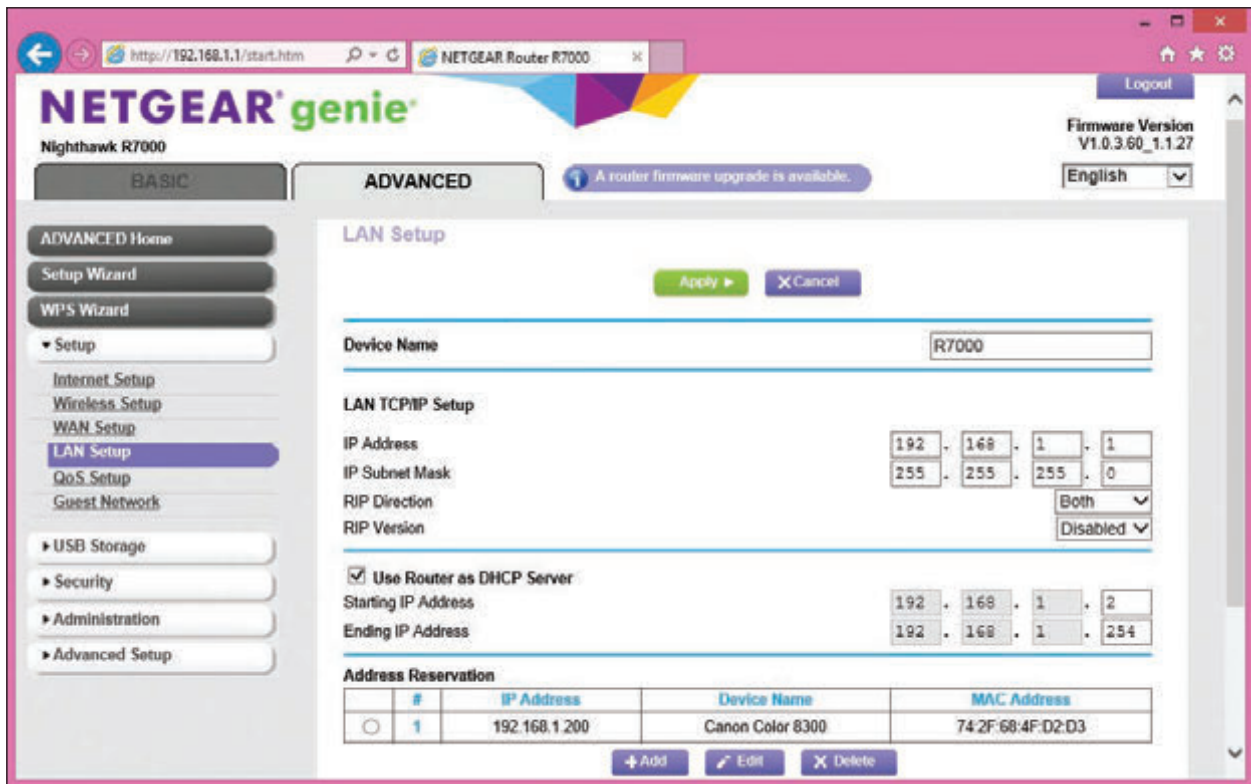 http://192.168.1.1/start.htm
NETGEAR Router R7000
NETGEAR® genie®
Logout
Nighthawk R7000
Firmware Version
V1.0.3.60_1.1.27
BASIC
ADVANCED
A router firmware upgrade is available.
English
ADVANCED Home
Setup Wizard
WPS Wizard
Setup
Internet Setup
Wireless Setup
WAN Setup
LAN Setup
QoS Setup
Guest Network
USB Storage
Security
Administration
Advanced Setup
LAN Setup
Apply
X Cancel
Device Name R7000
LAN TCP/IP Setup
IP Address 192 . 168 . 1 . 1
IP Subnet Mask 255 . 255 . 255 . 0
RIP Direction Both
RIP Version Disabled
Use Router as DHCP Server
Starting IP Address 192 . 168 . 1 . 2
Ending IP Address 192 . 168 . 1 . 254
Address Reservation
# IP Address Device Name MAC Address
1 192.168.1.200 Canon Color 8300 74:2F:68:4F:D2:D3
+ Add Edit X Delete